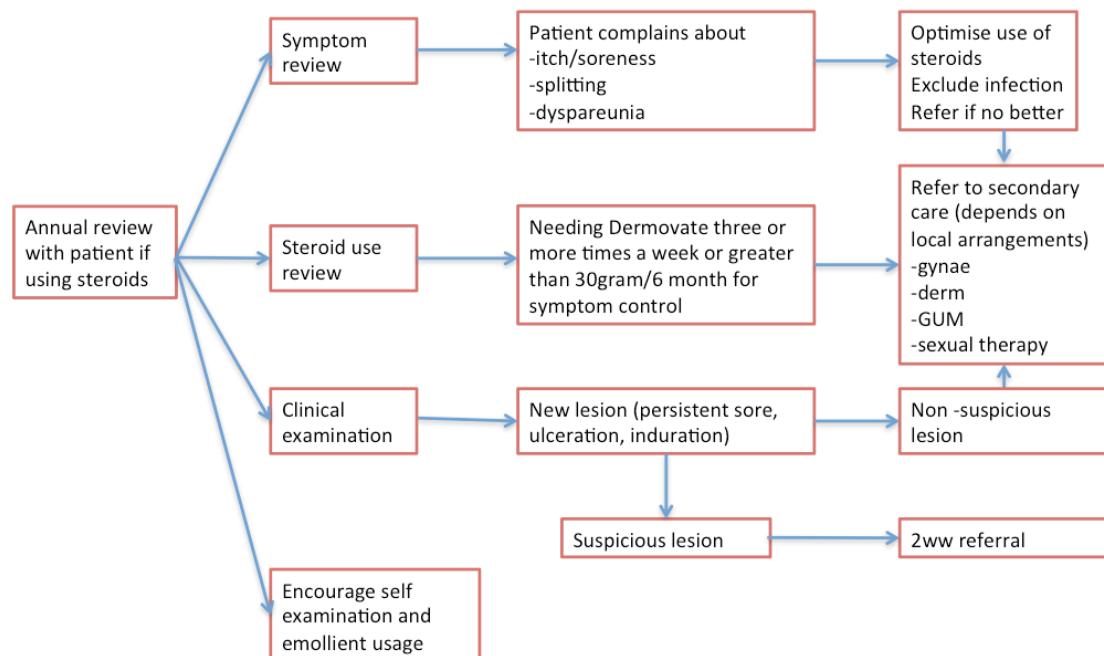 Annual review
with patient if
using steroids
Symptom
review
Patient complains about
-itch/soreness
-splitting
-dyspareunia
Optimise use of
steroids
Exclude infection
Refer if no better
Steroid use
review
Needing Dermovate three or
more times a week or greater
than 30gram/6 month for
symptom control
Refer to secondary
care (depends on
local arrangements)
-gynae
-derm
-GUM
-sexual therapy
Clinical
examination
New lesion (persistent sore,
ulceration, induration)
Non -suspicious
lesion
Suspicious lesion
2ww referral
Encourage self
examination and
emollient usage